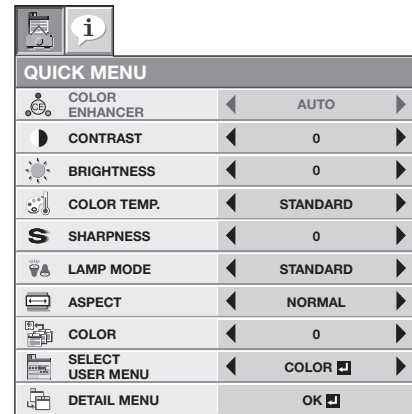 i
QUICK MENU
CE
COLOR
ENHANCER
AUTO
CONTRAST
0
BRIGHTNESS
0
COLOR TEMP.
STANDARD
S
SHARPNESS
0
LAMP MODE
STANDARD
ASPECT
NORMAL
COLOR
0
SELECT
USER MENU
COLOR
DETAIL MENU
OK